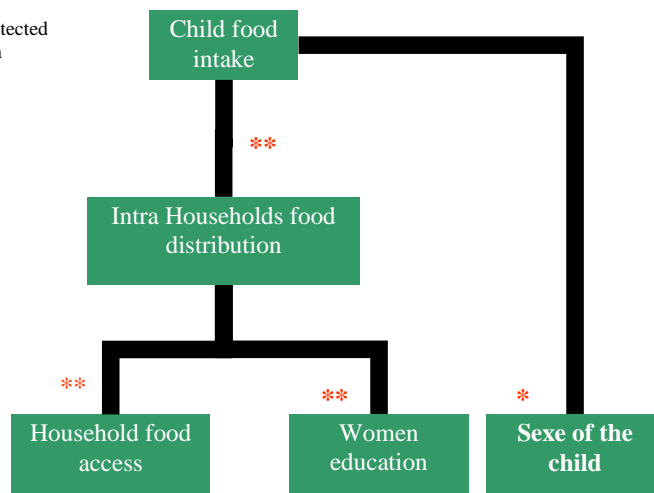 Child food
intake
**
Intra Households food
distribution
**
**
*
Household food
access
Women
education
Sexe of the
child